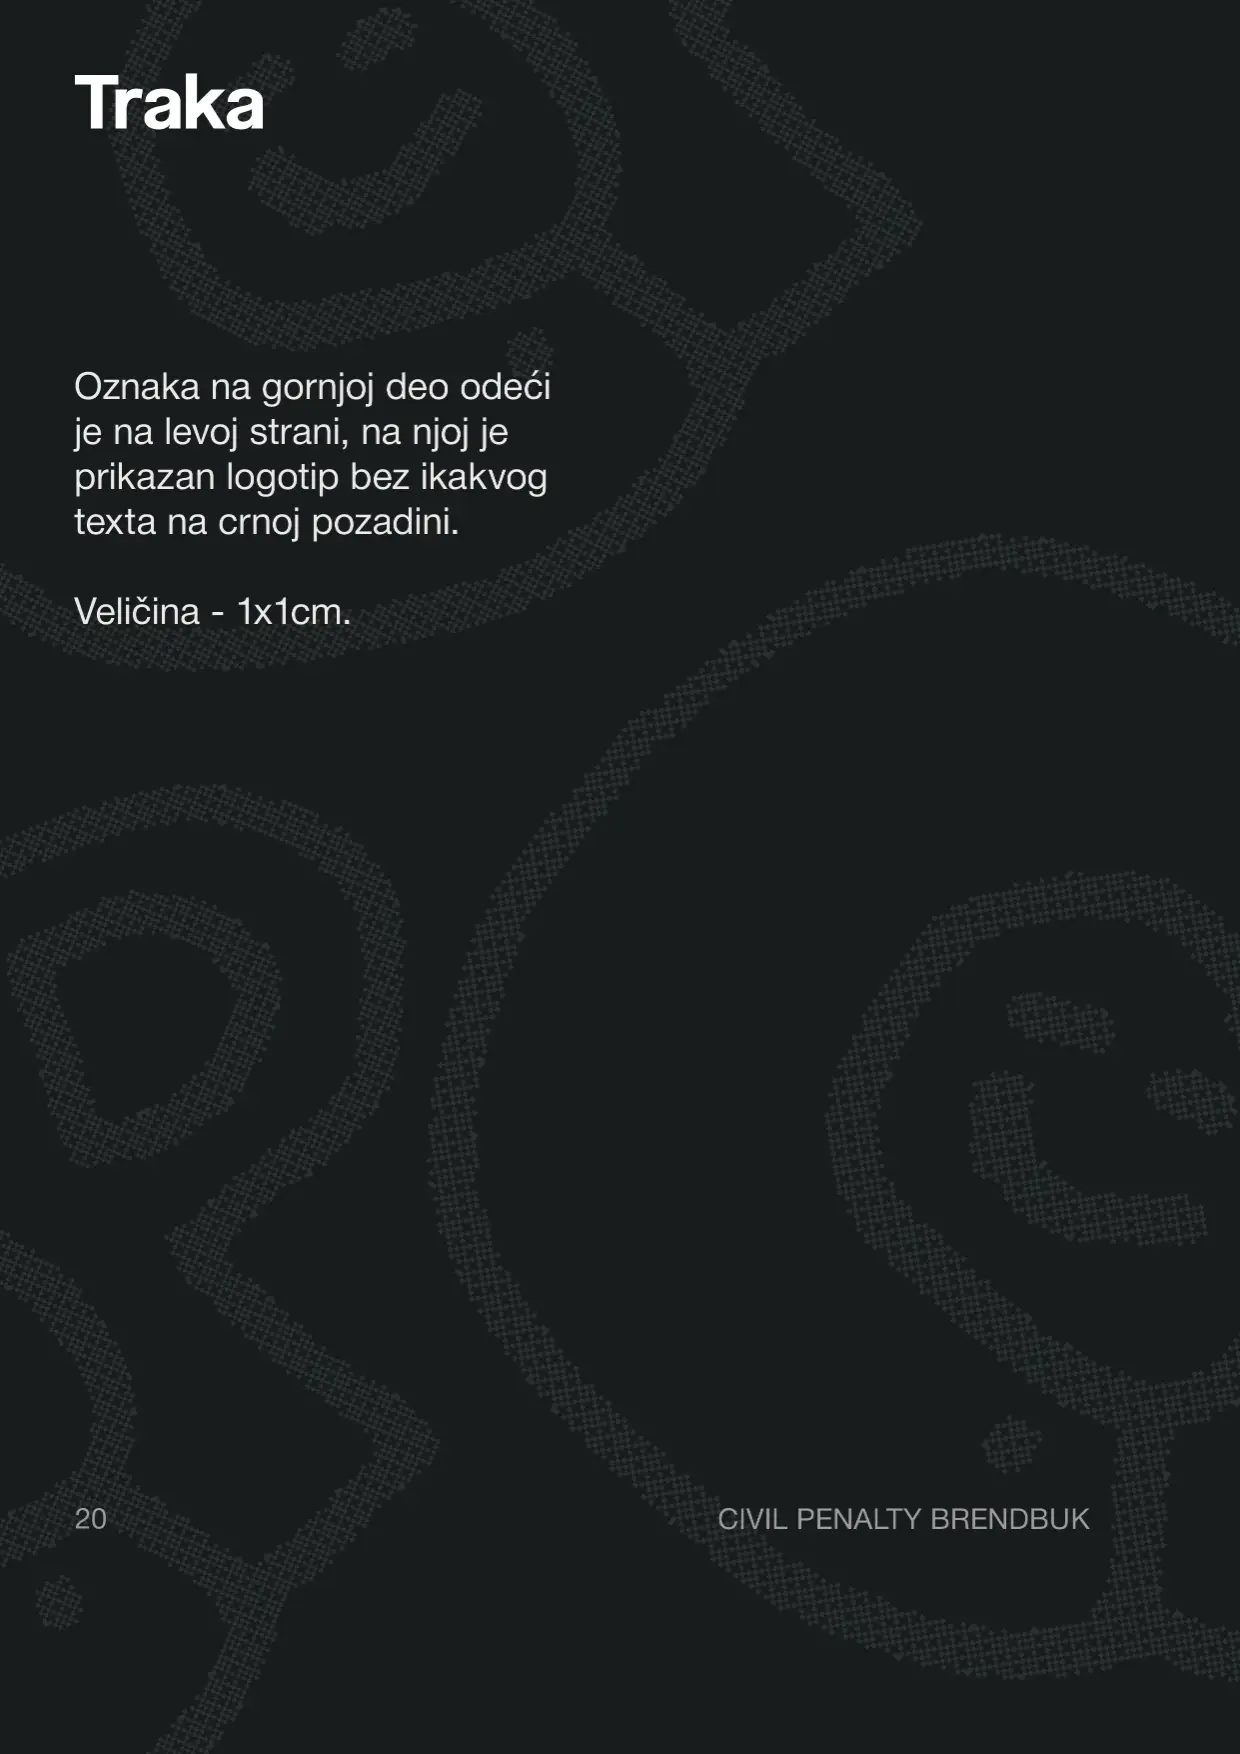 Traka
Oznaka na gornjoj deo odeći
je na levoj strani, na njoj je
prikazan logotip bez ikakvog
texta na crnoj pozadini.
Veličina - 1x1cm.
20
CIVIL PENALTY BRENDBUK